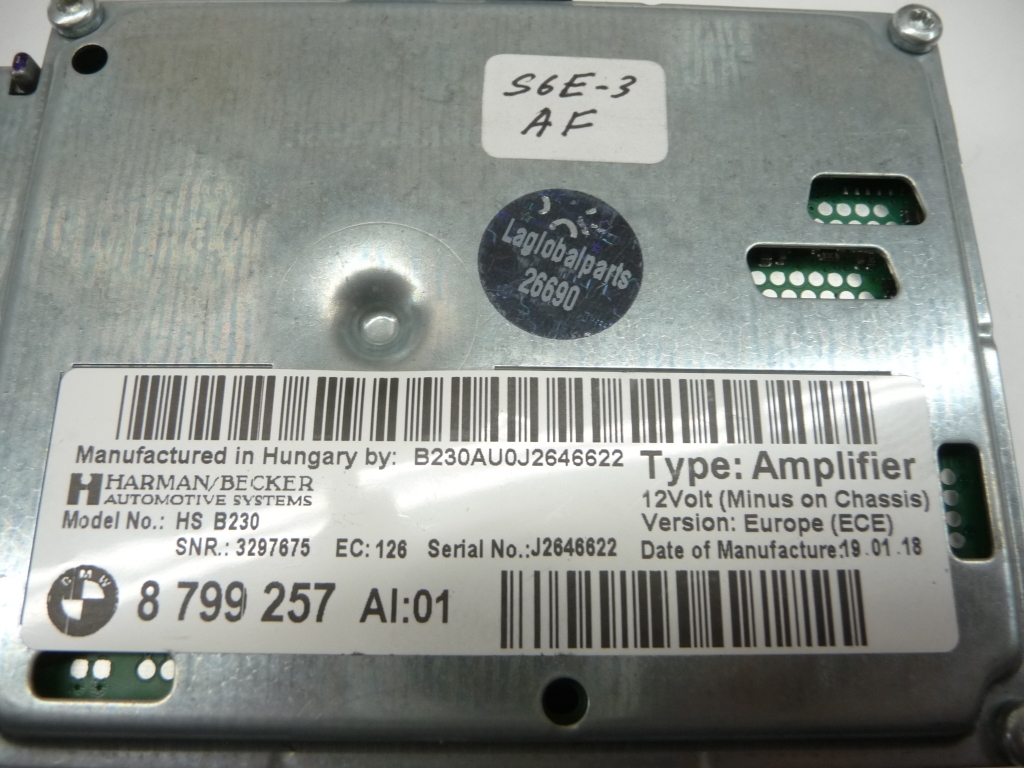 S6E-3
AF
Laglobalparts
26690
Manufactured in Hungary by: B230AU0J2646622
HARMAN/BECKER
AUTOMOTIVE SYSTEMS
Type: Amplifier
12Volt (Minus on Chassis)
Model No.: HS B230
Version: Europe (ECE)
SNR.: 3297675 EC: 126 Serial No.:J2646622
Date of Manufacture:19.01.18
BMW
8 799 257 AI:01